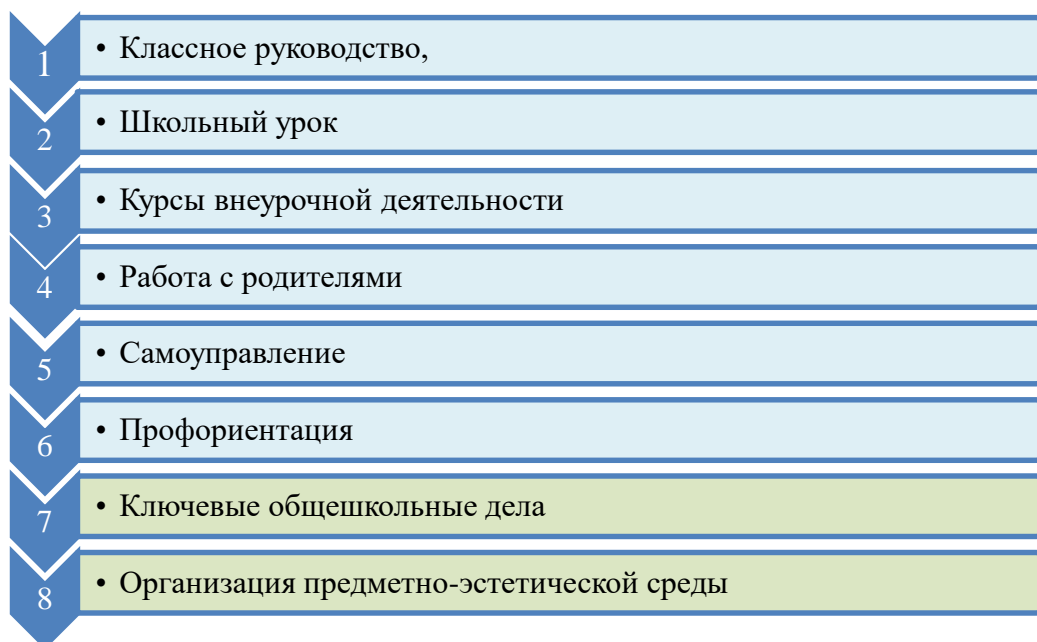 1
• Классное руководство,
2
• Школьный урок
3
• Курсы внеурочной деятельности
4
• Работа с родителями
5
• Самоуправление
6
• Профориентация
7
• Ключевые общешкольные дела
8
• Организация предметно-эстетической среды